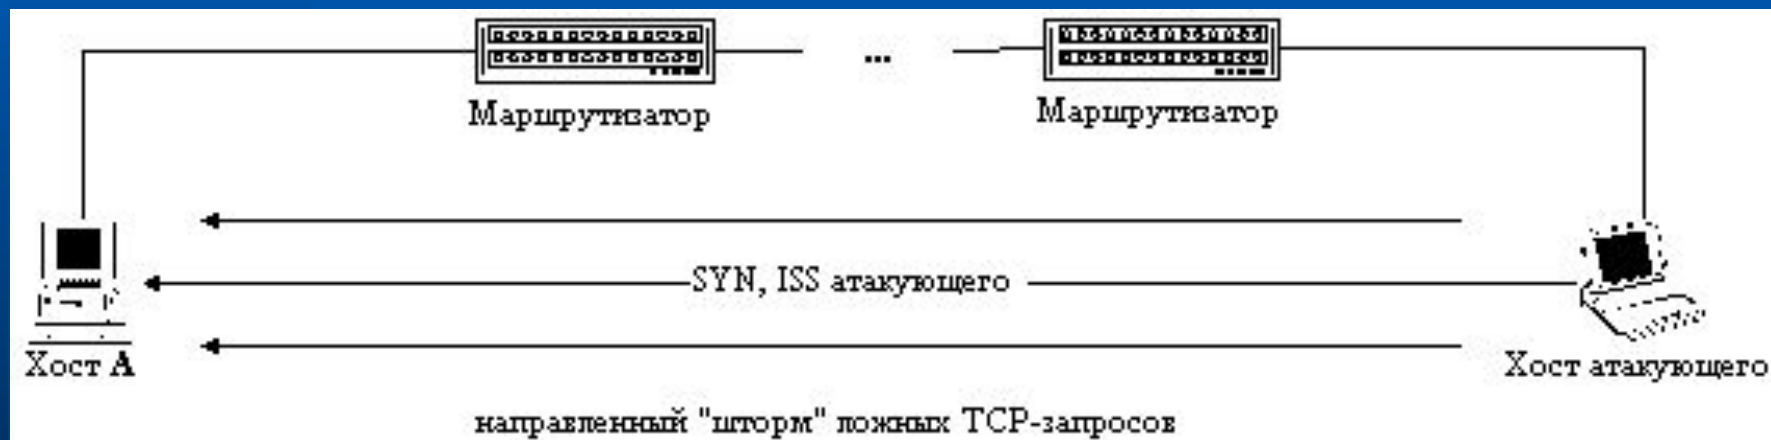 ...
Маршрутизатор
Маршрутизатор
SYN, ISS атакующего
Хост A
Хост атакующего
направленный "шторм" ложных TCP-запросов